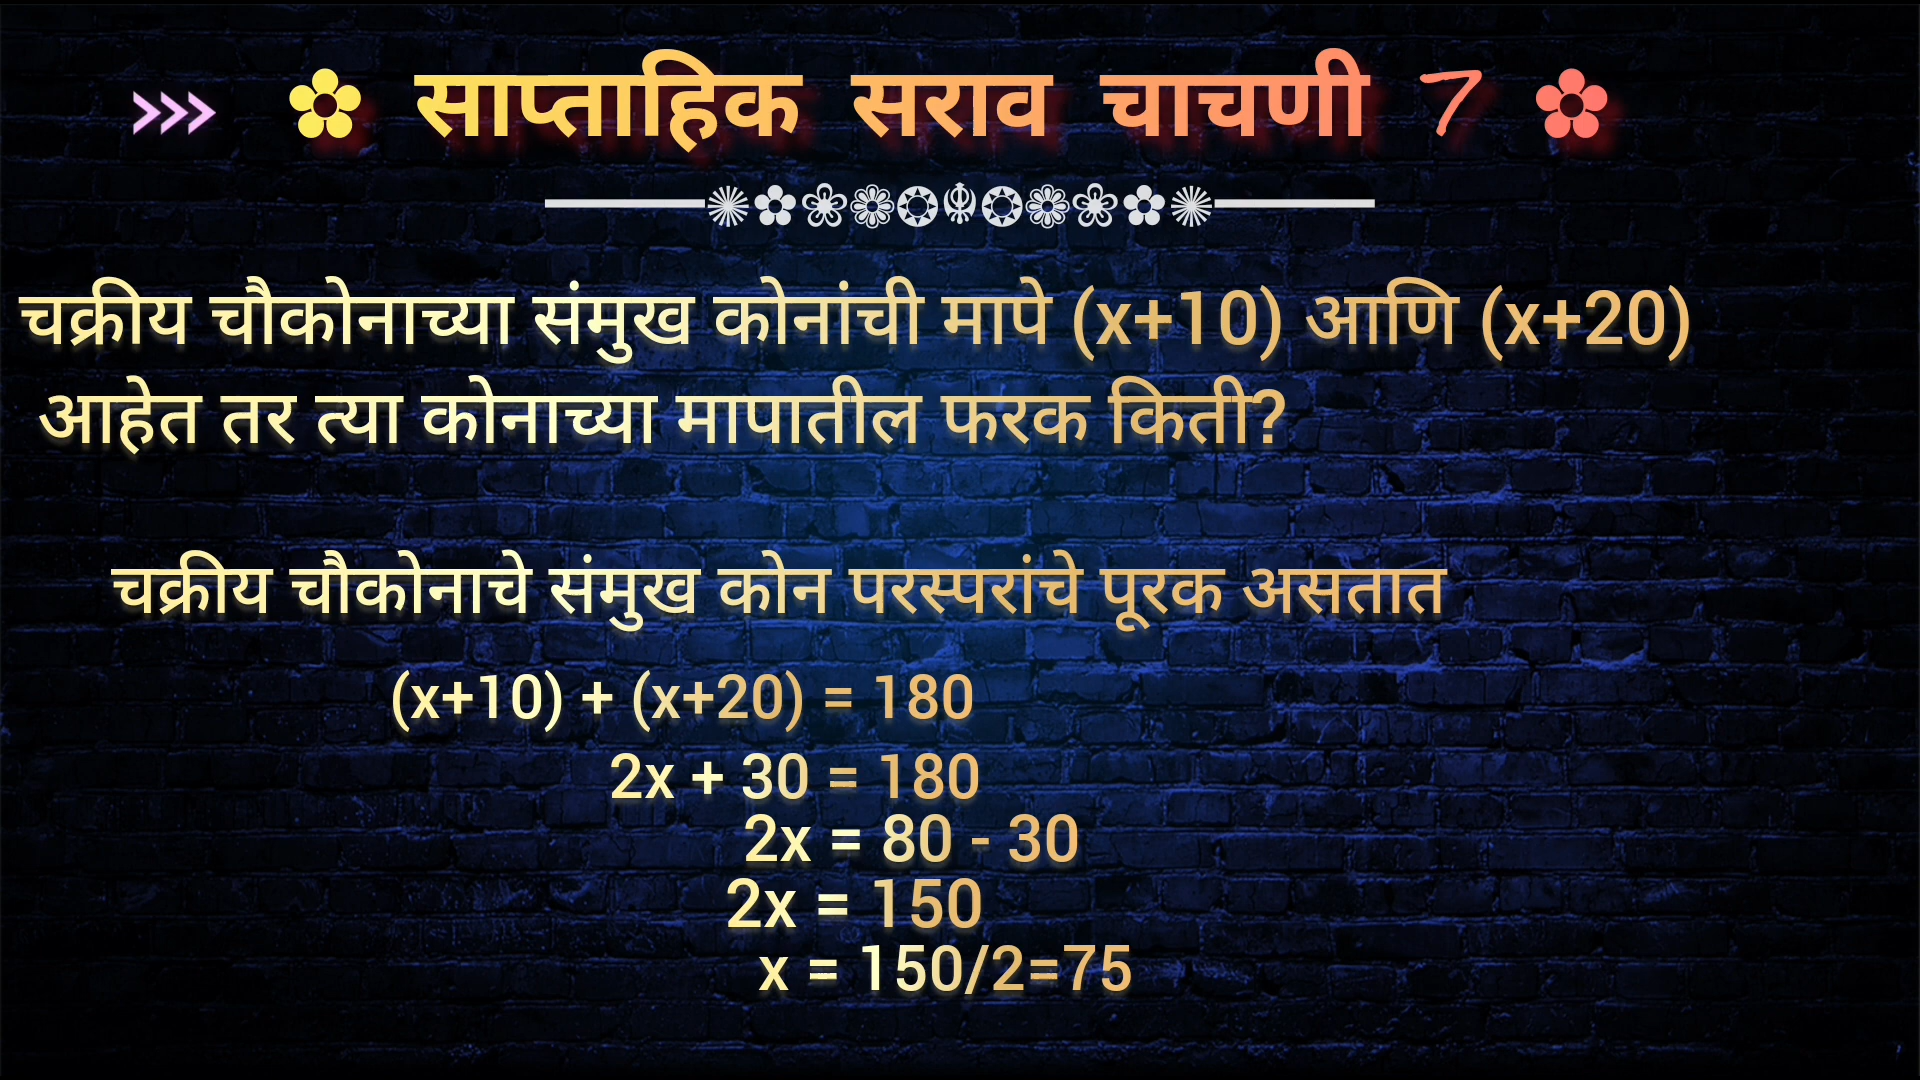 >>> ✿ साप्ताहिक सराव चाचणी 7 ✿
चक्रीय चौकोनाच्या संमुख कोनांची मापे (x+10) आणि (x+20)
आहेत तर त्या कोनाच्या मापातील फरक किती?
चक्रीय चौकोनाचे संमुख कोन परस्परांचे पूरक असतात
(x+10) + (x+20) = 180
2x + 30 = 180
2x = 80 - 30
2x = 150
x = 150/2=75